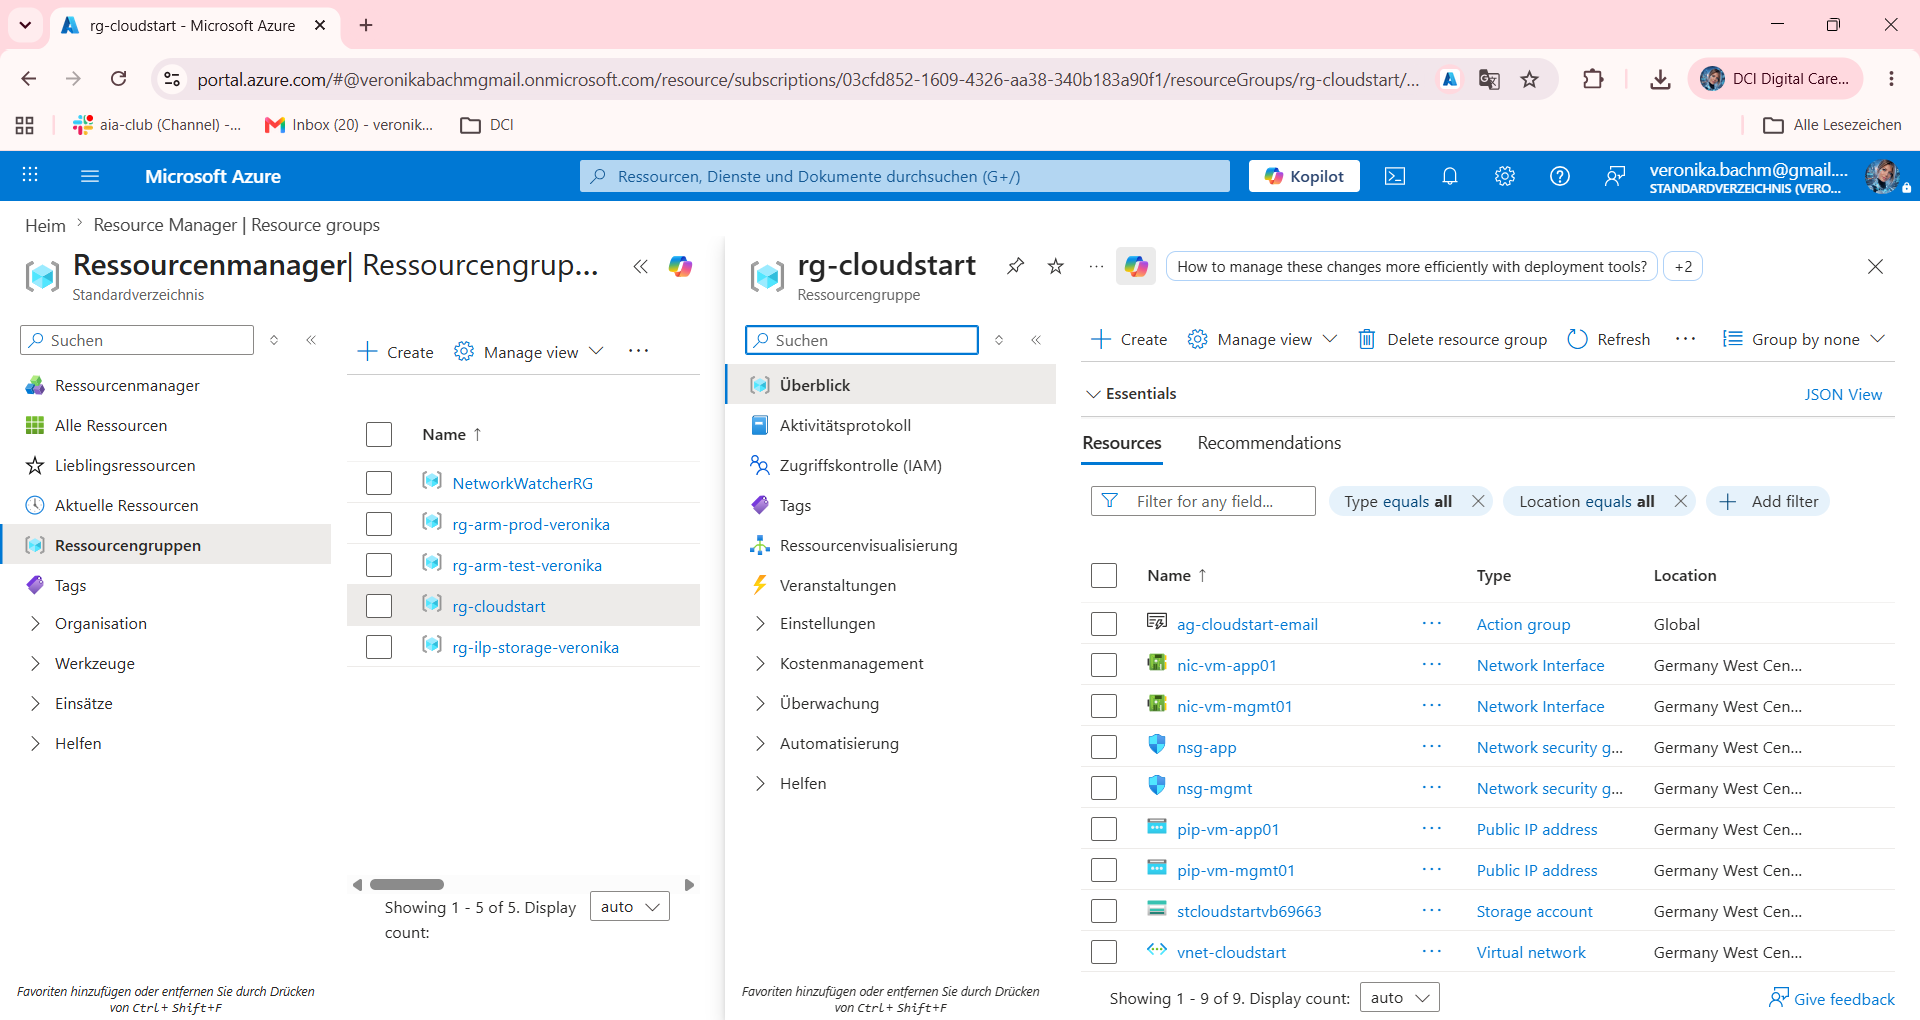 rg-cloudstart - Microsoft Azure
portal.azure.com/#@veronikabachmgmail.onmicrosoft.com/resource/subscriptions/03cfd852-1609-4326-aa38-340b183a90f1/resourceGroups/rg-cloudstart/...
DCI Digital Care...
aia-club (Channel) -...
Inbox (20) - veronik...
DCI
Alle Lesezeichen
Microsoft Azure
Ressourcen, Dienste und Dokumente durchsuchen (G+/)
Kopilot
veronika.bachm@gmail....
STANDARDVERZEICHNIS (VERO...
Heim
Resource Manager | Resource groups
Ressourcenmanager| Ressourcengrup...
Standardverzeichnis
Suchen
Ressourcenmanager
Alle Ressourcen
Lieblingsressourcen
Aktuelle Ressourcen
Ressourcengruppen
Tags
Organisation
Werkzeuge
Einsätze
Helfen
Favoriten hinzufügen oder entfernen Sie durch Drücken
von Ctrl+ Shift+F
Create
Manage view
Name ↑
NetworkWatcherRG
rg-arm-prod-veronika
rg-arm-test-veronika
rg-cloudstart
rg-ilp-storage-veronika
Showing 1 - 5 of 5. Display
count:
auto
rg-cloudstart
Ressourcengruppe
How to manage these changes more efficiently with deployment tools?
+2
Suchen
Überblick
Aktivitätsprotokoll
Zugriffskontrolle (IAM)
Tags
Ressourcenvisualisierung
Veranstaltungen
Einstellungen
Kostenmanagement
Überwachung
Automatisierung
Helfen
Favoriten hinzufügen oder entfernen Sie durch Drücken
von Ctrl+ Shift+F
Create
Manage view
Delete resource group
Refresh
Group by none
Essentials
JSON View
Resources
Recommendations
Filter for any field...
Type equals all
Location equals all
Add filter
Name ↑ Type Location
ag-cloudstart-email Action group Global
nic-vm-app01 Network Interface Germany West Cen...
nic-vm-mgmt01 Network Interface Germany West Cen...
nsg-app Network security g... Germany West Cen...
nsg-mgmt Network security g... Germany West Cen...
pip-vm-app01 Public IP address Germany West Cen...
pip-vm-mgmt01 Public IP address Germany West Cen...
stcloudstartvb69663 Storage account Germany West Cen...
vnet-cloudstart Virtual network Germany West Cen...
Showing 1 - 9 of 9. Display count:
auto
Give feedback